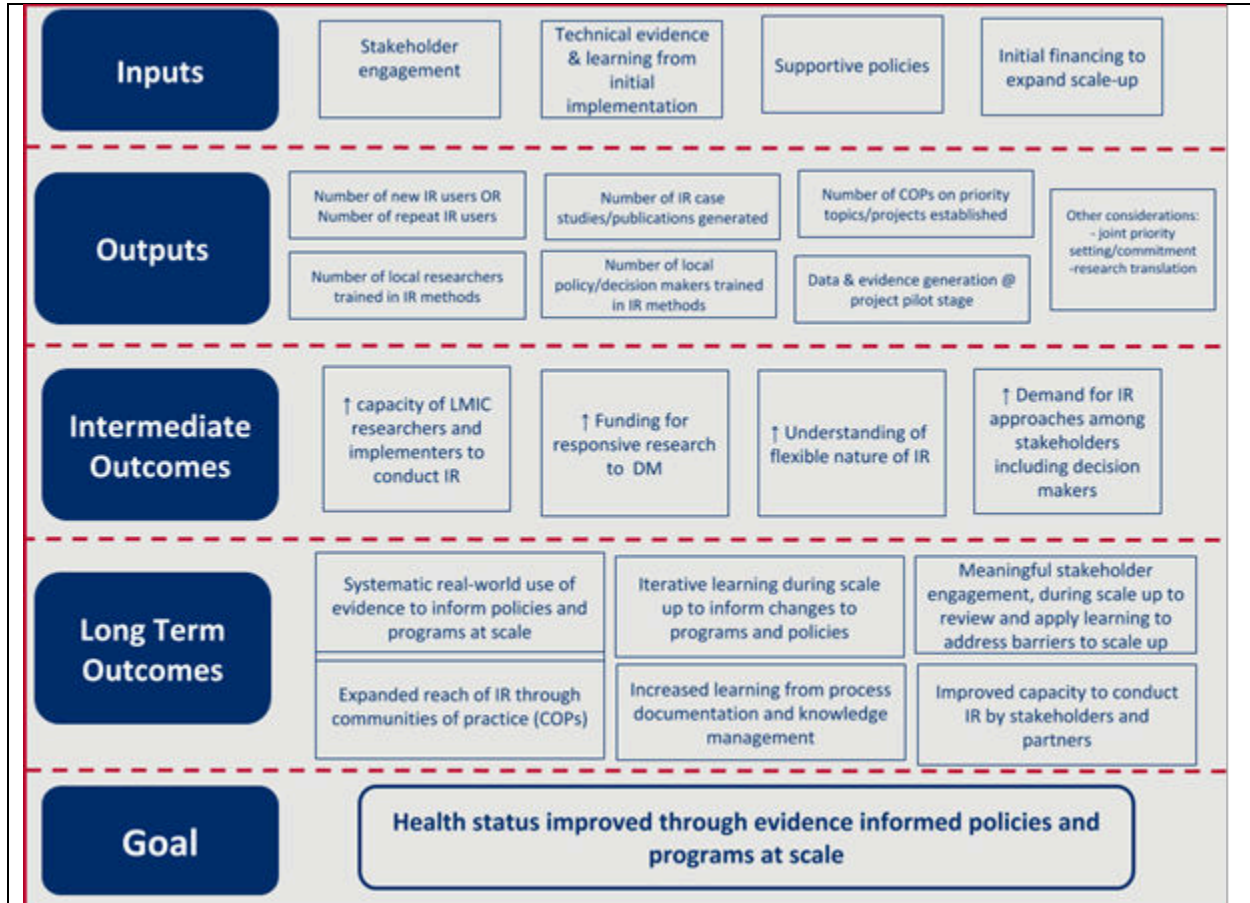 Inputs
Stakeholder
engagement
Technical evidence
& learning from
initial
implementation
Supportive policies
Initial financing to
expand scale-up
Outputs
Number of new IR users OR
Number of repeat IR users
Number of IR case
studies/publications generated
Number of COPs on priority
topics/projects established
Other considerations:
- joint priority
setting/commitment
-research translation
Number of local researchers
trained in IR methods
Number of local
policy/decision makers trained
in IR methods
Data & evidence generation @
project pilot stage
Intermediate
Outcomes
↑ capacity of LMIC
researchers and
implementers to
conduct IR
↑ Funding for
responsive research
to DM
↑ Understanding of
flexible nature of IR
↑ Demand for IR
approaches among
stakeholders
including decision
makers
Long Term
Outcomes
Systematic real-world use of
evidence to inform policies and
programs at scale
Iterative learning during scale
up to inform changes to
programs and policies
Meaningful stakeholder
engagement, during scale up to
review and apply learning to
address barriers to scale up
Expanded reach of IR through
communities of practice (COPs)
Increased learning from process
documentation and knowledge
management
Improved capacity to conduct
IR by stakeholders and
partners
Goal
Health status improved through evidence informed policies and
programs at scale